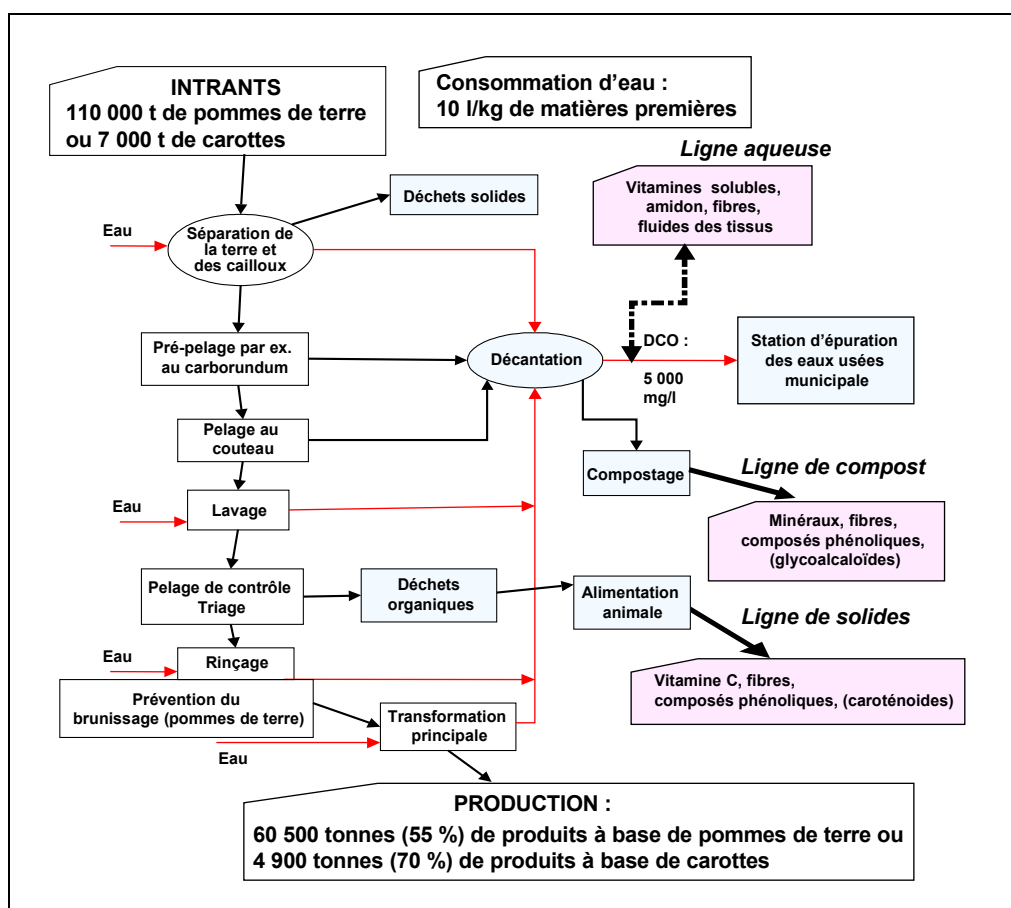 INTRANTS
110 000 t de pommes de terre
ou 7 000 t de carottes
Consommation d’eau :
10 l/kg de matières premières
Ligne aqueuse
Vitamines solubles,
amidon, fibres,
fluides des tissus
Déchets solides
Eau
Séparation de
la terre et
des cailloux
Pré-pelage par ex.
au carborundum
Décantation
DCO :
5 000
mg/l
Station d’épuration
des eaux usées
municipale
Pelage au
couteau
Compostage
Ligne de compost
Eau
Lavage
Minéraux, fibres,
composés phénoliques,
(glycoalcaloïdes)
Pelage de contrôle
Triage
Déchets
organiques
Alimentation
animale
Ligne de solides
Eau
Rinçage
Vitamine C, fibres,
composés phénoliques, (caroténoides)
Prévention du
brunissage (pommes de terre)
Transformation
principale
Eau
PRODUCTION :
60 500 tonnes (55 %) de produits à base de pommes de terre ou
4 900 tonnes (70 %) de produits à base de carottes